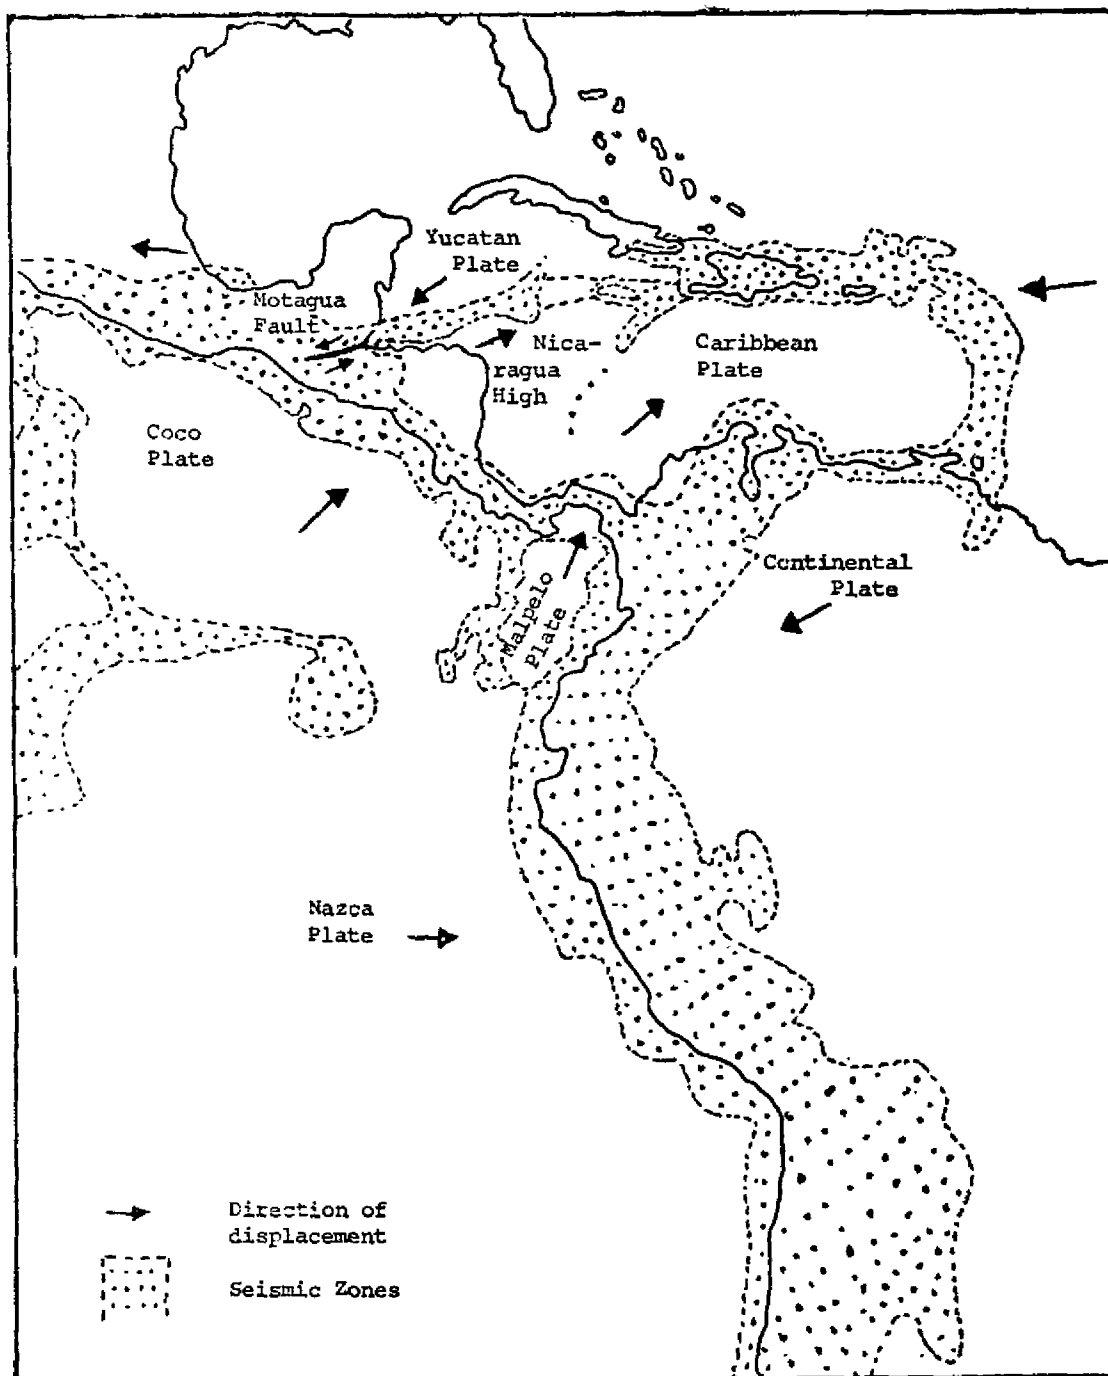 Yucatan
Plate
Motagua
Fault
Nica-
ragua
High
Caribbean
Plate
Coco
Plate
Continental
Plate
Malpelo
Plate
Nazca
Plate
Direction of
displacement
Seismic Zones